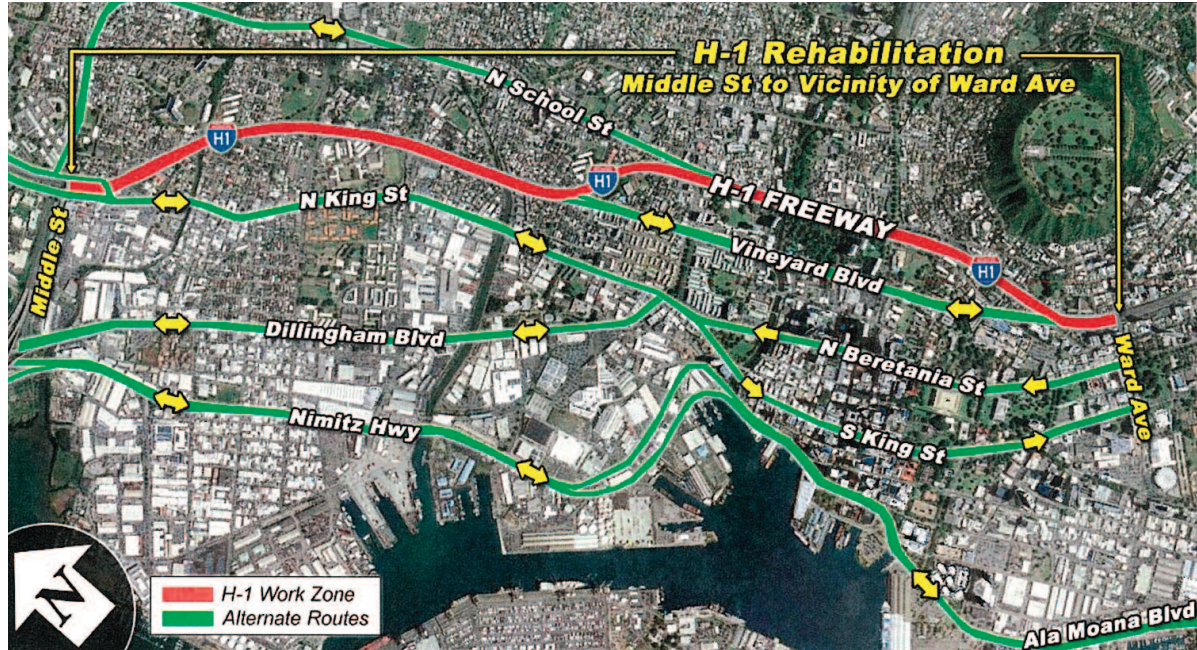 H-1 Rehabilitation
Middle St to Vicinity of Ward Ave
N School St
H1
H1
H-1 FREEWAY
N King St
Vineyard Blvd
H1
Middle St
Dillingham Blvd
N Beretania St
Ward Ave
Nimitz Hwy
S King St
N
H-1 Work Zone
Alternate Routes
Ala Moana Blvd